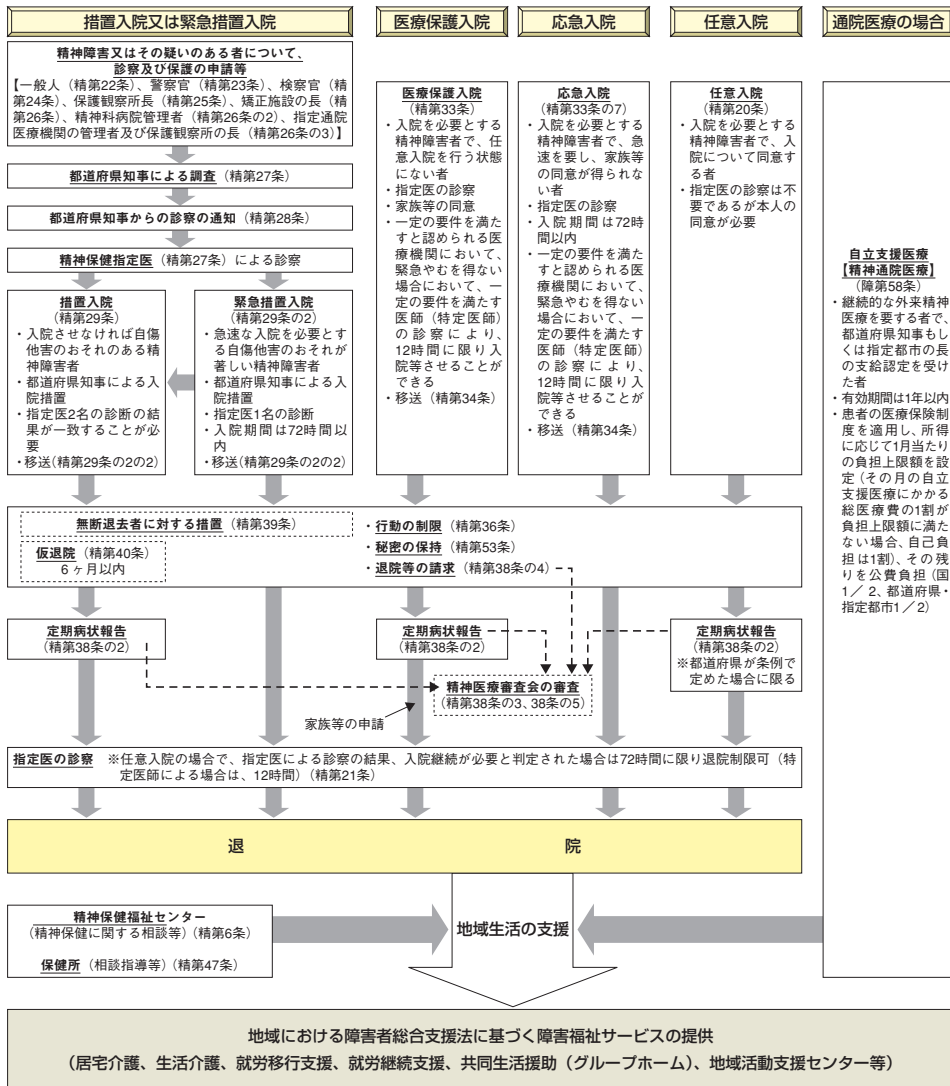 措置入院又は緊急措置入院
医療保護入院
応急入院
任意入院
通院医療の場合
精神障害又はその疑いのある者について、
診察及び保護の申請等
【一般人（精第22条）、警察官（精第23条）、検察官（精
第24条）、保護観察所長（精第25条）、矯正施設の長（精
第26条）、精神科病院管理者（精第26条の2）、指定通院
医療機関の管理者及び保護観察所の長（精第26条の3）】
都道府県知事による調査（精第27条）
都道府県知事からの診察の通知（精第28条）
精神保健指定医（精第27条）による診察
措置入院
（精第29条）
・入院させなければ自傷
他害のおそれのある精
神障害者
・都道府県知事による入
院措置
・指定医2名の診断の結
果が一致することが必
要
・移送（精第29条の2の2）
緊急措置入院
（精第29条の2）
・急速な入院を必要とす
る自傷他害のおそれが
著しい精神障害者
・都道府県知事による入
院措置
・指定医1名の診断
・入院期間は72時間以
内
・移送（精第29条の2の2）
医療保護入院
（精第33条）
・入院を必要とする
精神障害者で、任
意入院を行う状態
にない者
・指定医の診察
・家族等の同意
・一定の要件を満た
すと認められる医
療機関において、
緊急やむを得ない
場合において、一
定の要件を満たす
医師（特定医師）
の診察により、
12時間に限り入
院等させることが
できる
・移送（精第34条）
応急入院
（精第33条の7）
・入院を必要とする
精神障害者で、急
速を要し、家族等
の同意が得られな
い者
・指定医の診察
・入院期間は72時
間以内
・一定の要件を満た
すと認められる医
療機関において、
緊急やむを得ない
場合において、一
定の要件を満たす
医師（特定医師）
の診察により、
12時間に限り入
院等させることが
できる
・移送（精第34条）
任意入院
（精第20条）
・入院を必要とする
精神障害者で、入
院について同意す
る者
・指定医の診察は不
要であるが本人の
同意が必要
自立支援医療
【精神通院医療】
（障第58条）
・継続的な外来精神
医療を要する者で、
都道府県知事もし
くは指定都市の長
の支給認定を受け
た者
・有効期間は1年以内
・患者の医療保険制
度を適用し、所得
に応じて1月当たり
の負担上限額を設
定（その月の自立
支援医療にかかる
総医療費の1割が
負担上限額に満た
ない場合、自己負
担は1割）、その残
りを公費負担（国
1／2、都道府県・
指定都市1／2）
無断退去者に対する措置（精第39条）
仮退院（精第40条）
6ヶ月以内
・行動の制限（精第36条）
・秘密の保持（精第53条）
・退院等の請求（精第38条の4）
定期病状報告
（精第38条の2）
定期病状報告
（精第38条の2）
定期病状報告
（精第38条の2）
※都道府県が条例で
定めた場合に限る
精神医療審査会の審査
（精第38条の3、38条の5）
家族等の申請
指定医の診察 ※任意入院の場合で、指定医による診察の結果、入院継続が必要と判定された場合は72時間に限り退院制限可（特
定医師による場合は、12時間）（精第21条）
退 院
精神保健福祉センター
（精神保健に関する相談等）（精第6条）
保健所（相談指導等）（精第47条）
地域生活の支援
地域における障害者総合支援法に基づく障害福祉サービスの提供
（居宅介護、生活介護、就労移行支援、就労継続支援、共同生活援助（グループホーム）、地域活動支援センター等）